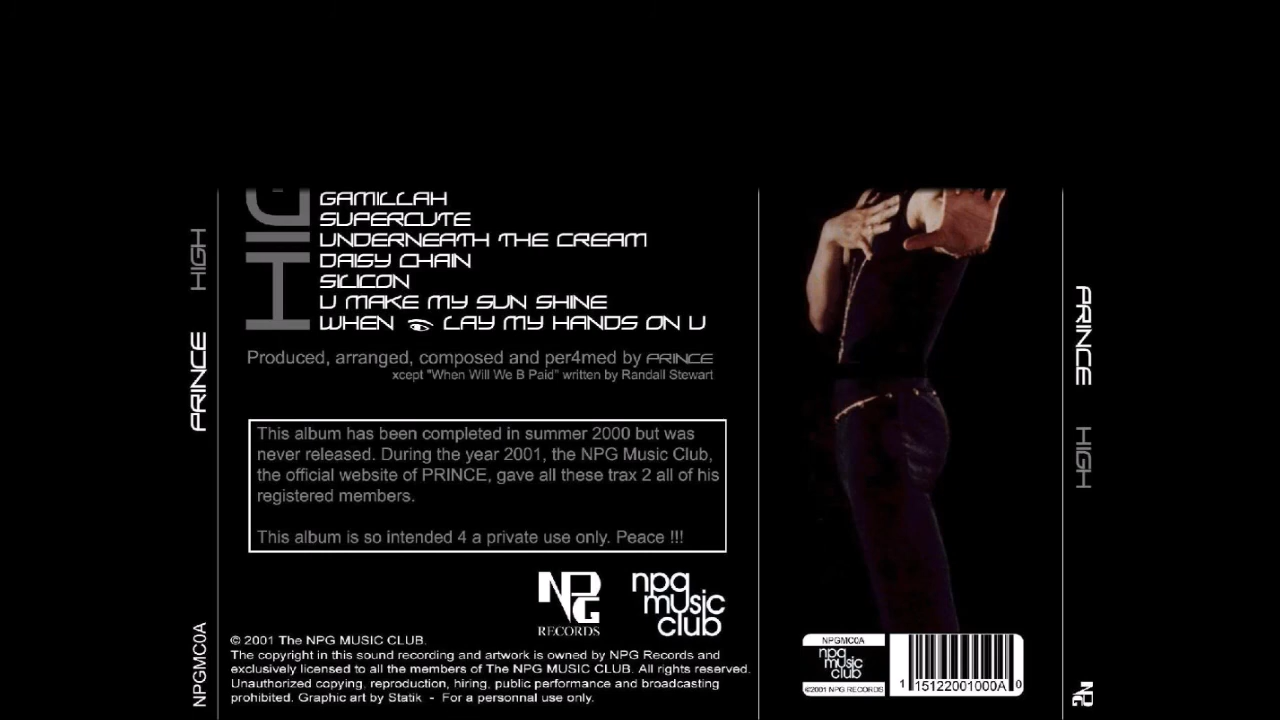 HIGH
GAMILLAH
SUPERCUTE
UNDERNEATH THE CREAM
DAISY CHAIN
SILICON
U MAKE MY SUN SHINE
WHEN 👁 LAY MY HANDS ON U
Produced, arranged, composed and per4med by PRINCE
xcept "When Will We B Paid" written by Randall Stewart
This album has been completed in summer 2000 but was
never released. During the year 2001, the NPG Music Club,
the official website of PRINCE, gave all these trax 2 all of his
registered members.
This album is so intended 4 a private use only. Peace !!!
NPG
RECORDS
npg
music
club
© 2001 The NPG MUSIC CLUB.
The copyright in this sound recording and artwork is owned by NPG Records and
exclusively licensed to all the members of The NPG MUSIC CLUB. All rights reserved.
Unauthorized copying, reproduction, hiring, public performance and broadcasting
prohibited. Graphic art by Statik - For a personnal use only.
PRINCE HIGH
NPGMC0A
NPGMC0A
npg
music
club
©2001 NPG RECORDS
1 15122001000A 0
PRINCE HIGH
NPG